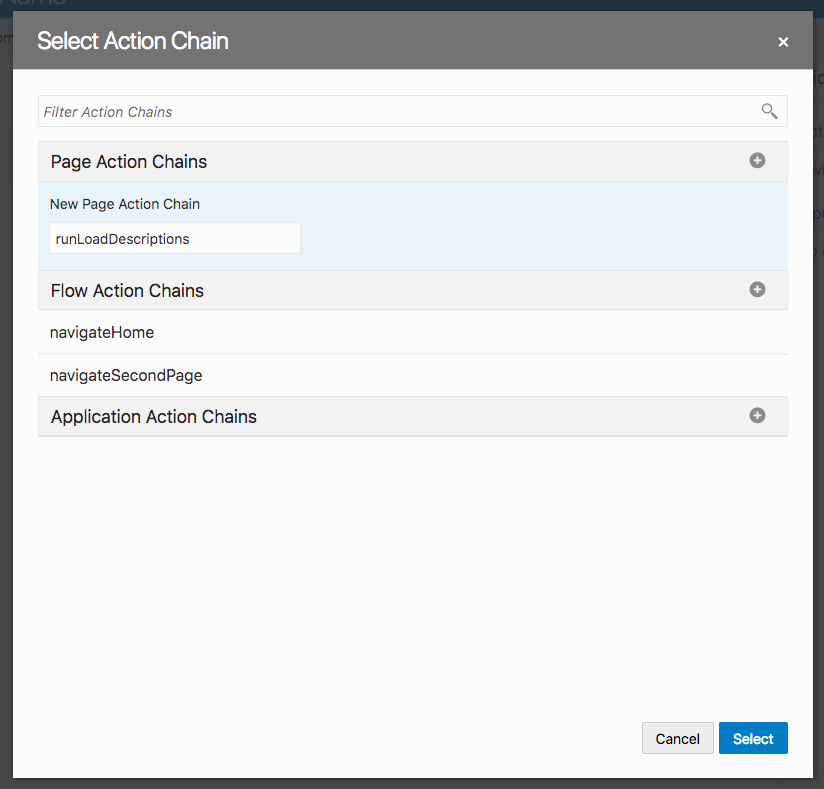 Select Action Chain
Filter Action Chains
Page Action Chains
New Page Action Chain
runLoadDescriptions
Flow Action Chains
navigateHome
navigateSecondPage
Application Action Chains
Cancel
Select